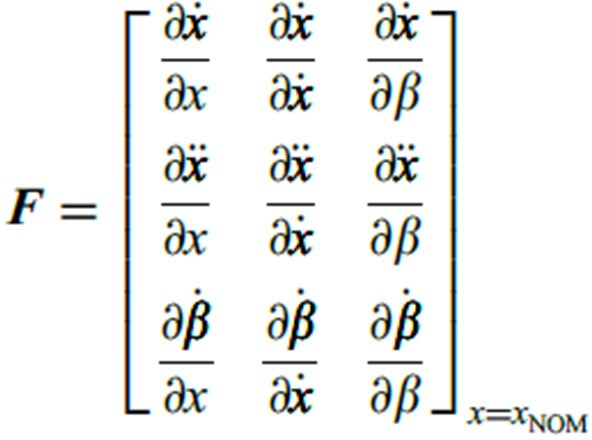 F = [ ∂ẋ/∂x ∂ẋ/∂ẋ ∂ẋ/∂β
∂ẍ/∂x ∂ẍ/∂ẋ ∂ẍ/∂β
∂β̇/∂x ∂β̇/∂ẋ ∂β̇/∂β ] x=x_NOM